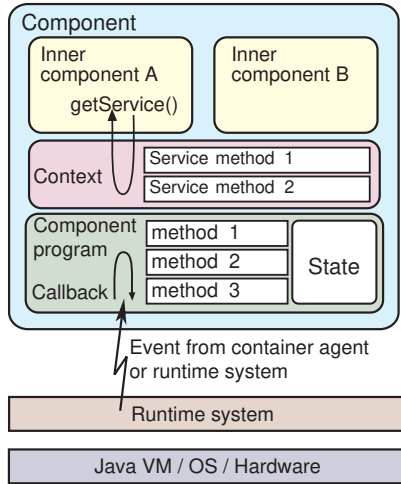 Component
Inner
component A
getService()
Inner
component B
Context
Service method 1
Service method 2
Component
program
Callback
method 1
method 2
method 3
State
Event from container agent
or runtime system
Runtime system
Java VM / OS / Hardware